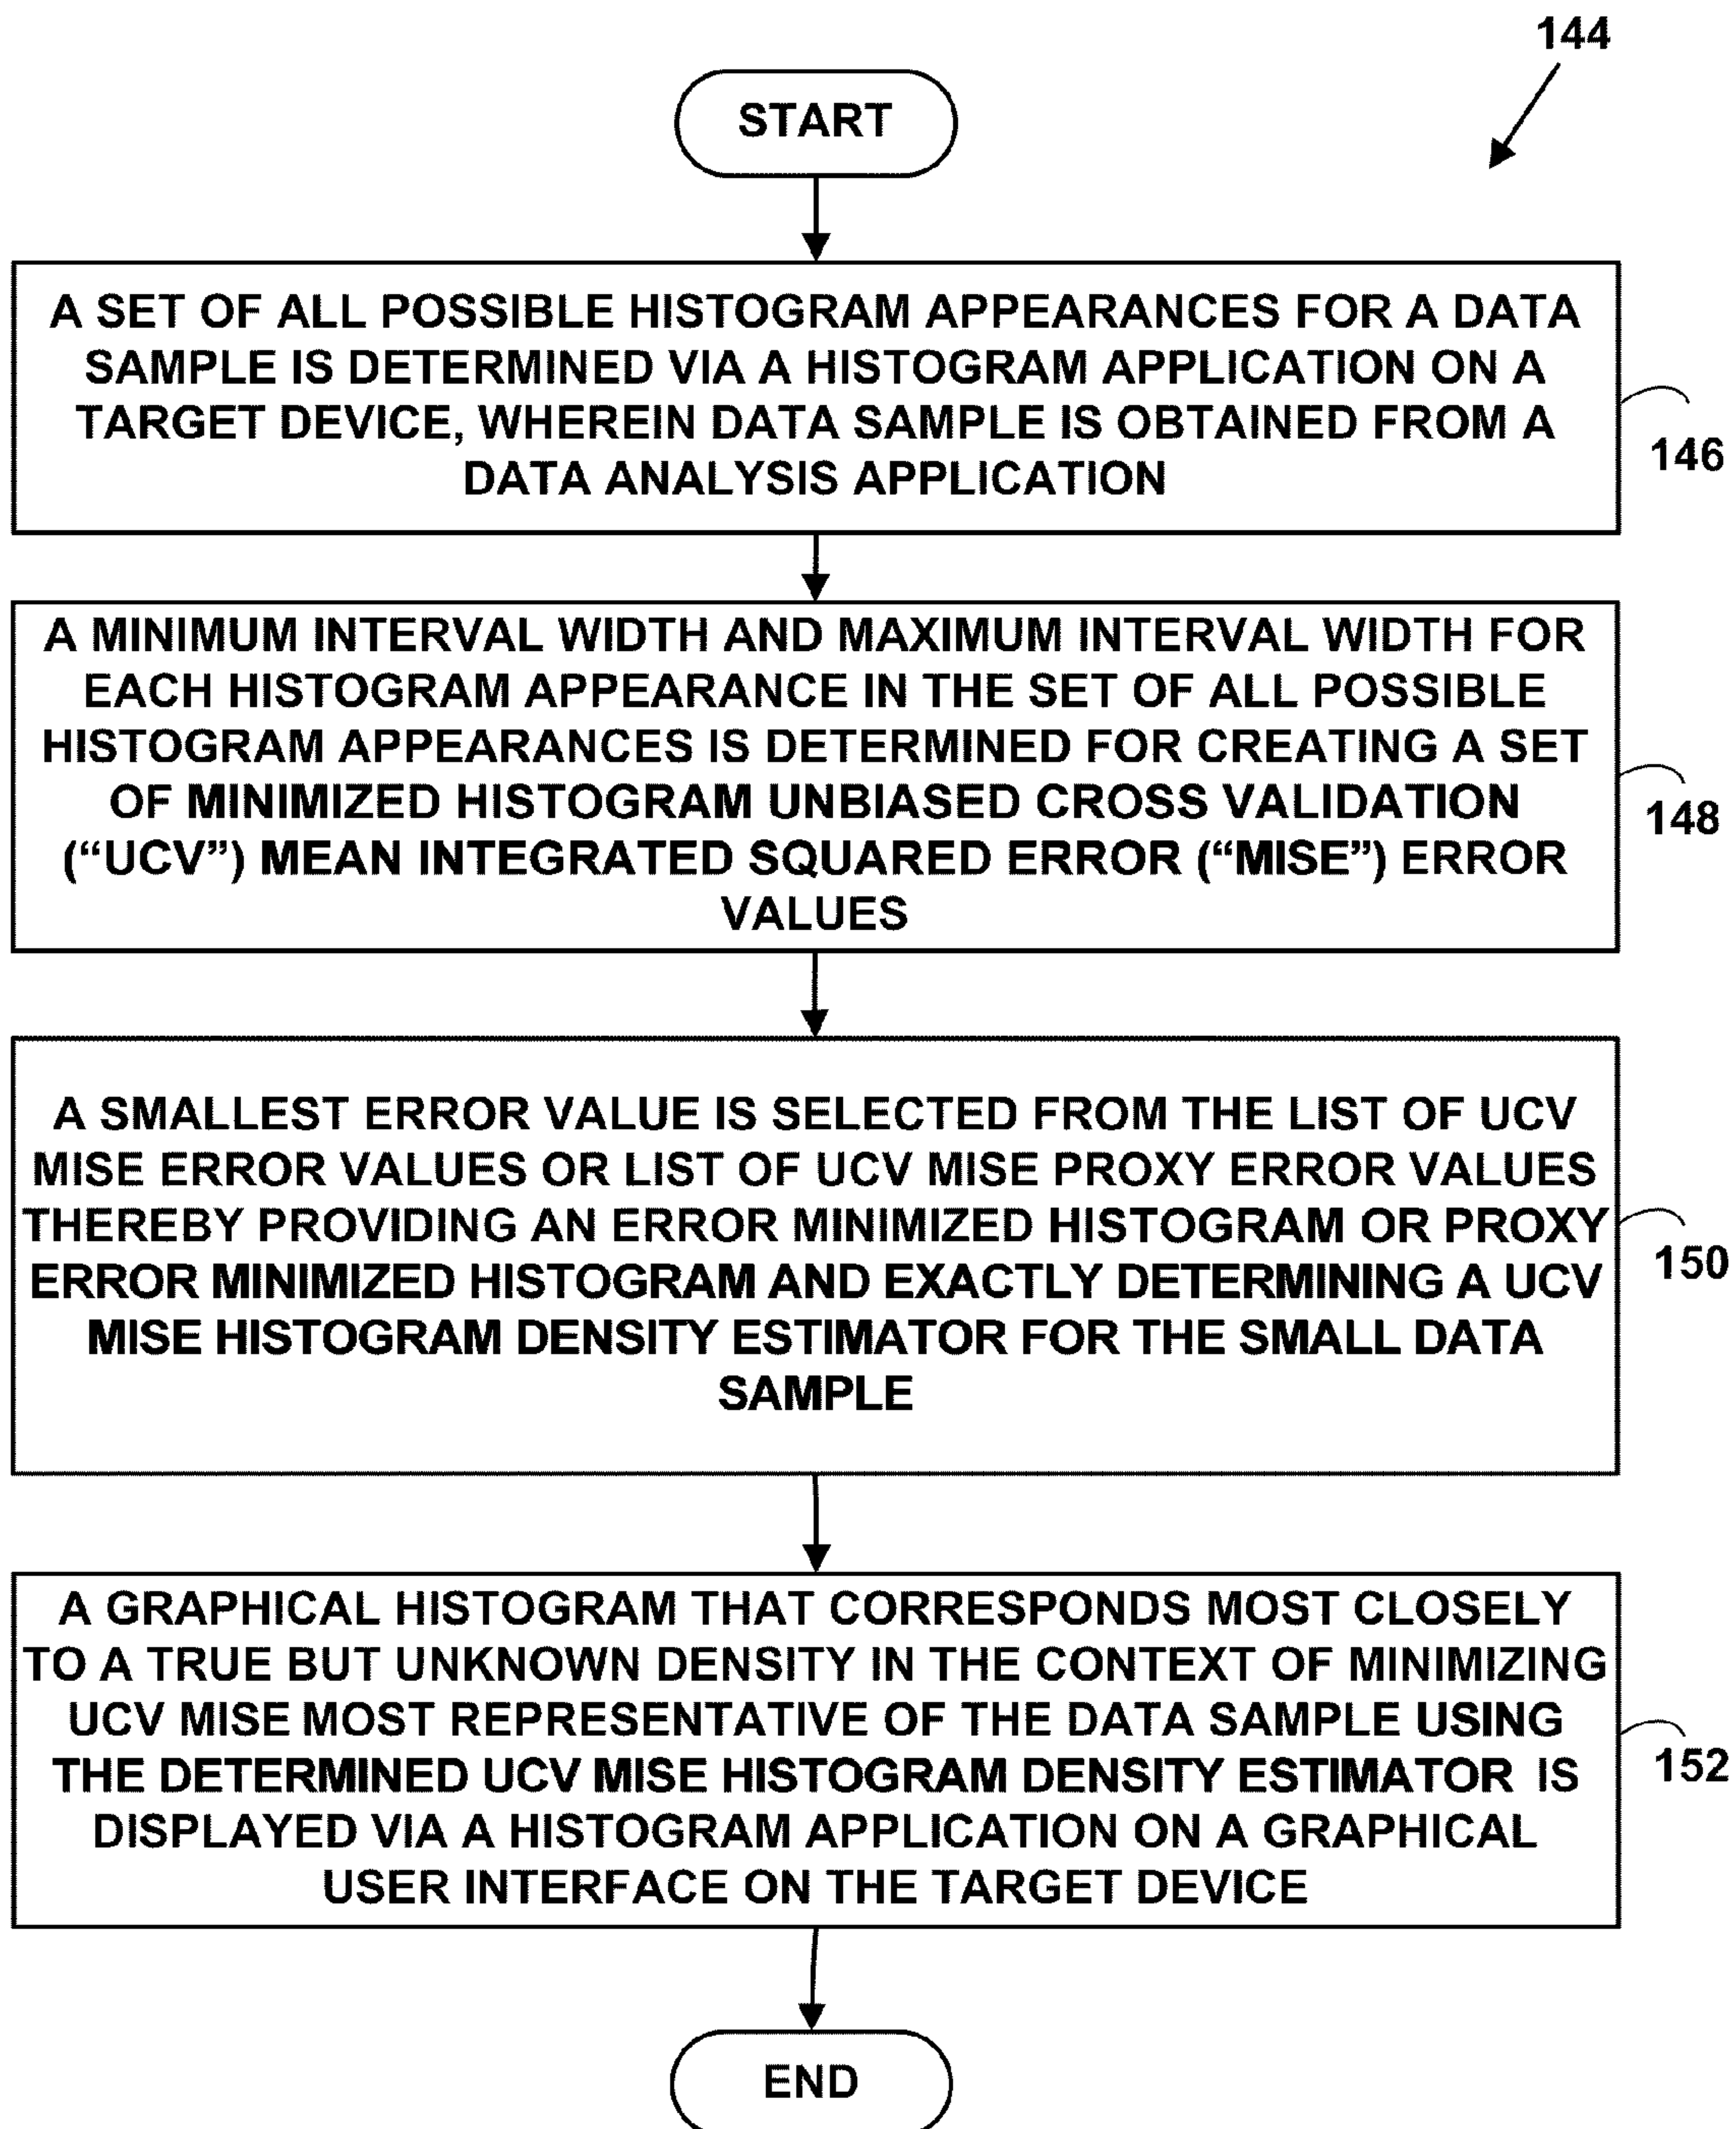 144
START
A SET OF ALL POSSIBLE HISTOGRAM APPEARANCES FOR A DATA
SAMPLE IS DETERMINED VIA A HISTOGRAM APPLICATION ON A
TARGET DEVICE, WHEREIN DATA SAMPLE IS OBTAINED FROM A
DATA ANALYSIS APPLICATION
146
A MINIMUM INTERVAL WIDTH AND MAXIMUM INTERVAL WIDTH FOR
EACH HISTOGRAM APPEARANCE IN THE SET OF ALL POSSIBLE
HISTOGRAM APPEARANCES IS DETERMINED FOR CREATING A SET
OF MINIMIZED HISTOGRAM UNBIASED CROSS VALIDATION
(“UCV”) MEAN INTEGRATED SQUARED ERROR (“MISE”) ERROR
VALUES
148
A SMALLEST ERROR VALUE IS SELECTED FROM THE LIST OF UCV
MISE ERROR VALUES OR LIST OF UCV MISE PROXY ERROR VALUES
THEREBY PROVIDING AN ERROR MINIMIZED HISTOGRAM OR PROXY
ERROR MINIMIZED HISTOGRAM AND EXACTLY DETERMINING A UCV
MISE HISTOGRAM DENSITY ESTIMATOR FOR THE SMALL DATA
SAMPLE
150
A GRAPHICAL HISTOGRAM THAT CORRESPONDS MOST CLOSELY
TO A TRUE BUT UNKNOWN DENSITY IN THE CONTEXT OF MINIMIZING
UCV MISE MOST REPRESENTATIVE OF THE DATA SAMPLE USING
THE DETERMINED UCV MISE HISTOGRAM DENSITY ESTIMATOR IS
DISPLAYED VIA A HISTOGRAM APPLICATION ON A GRAPHICAL
USER INTERFACE ON THE TARGET DEVICE
152
END